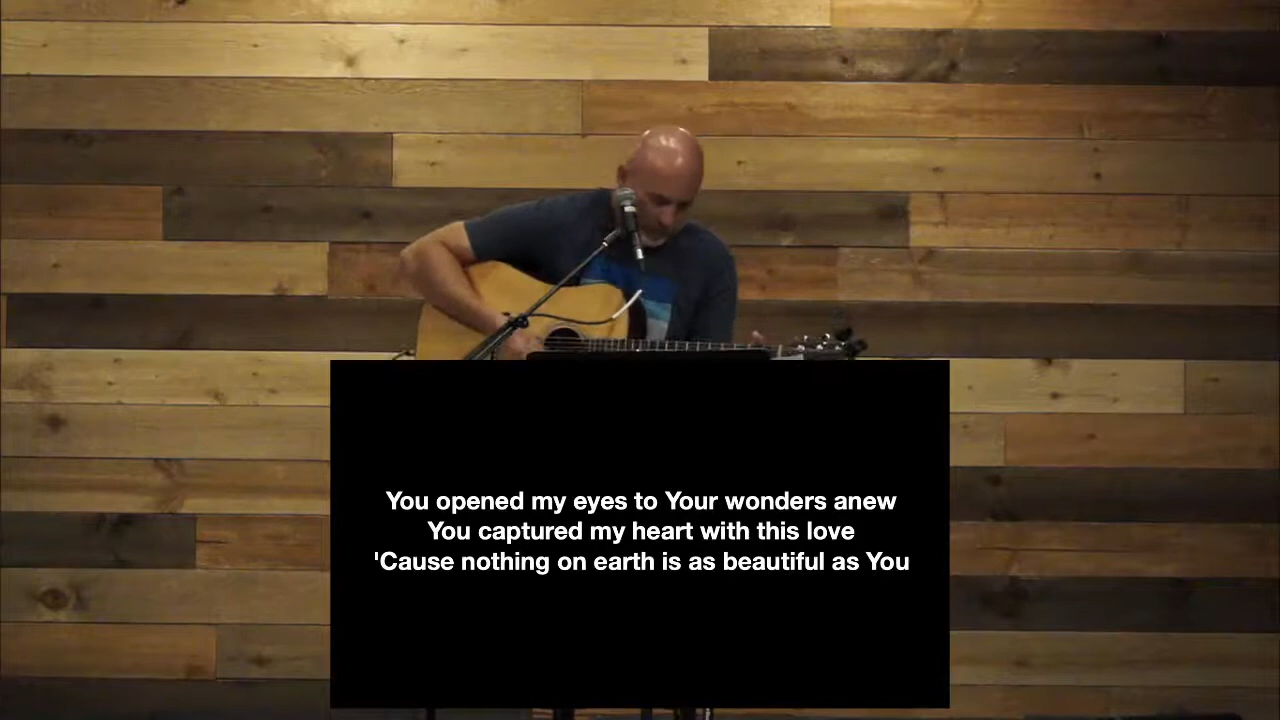 You opened my eyes to Your wonders anew
You captured my heart with this love
'Cause nothing on earth is as beautiful as You